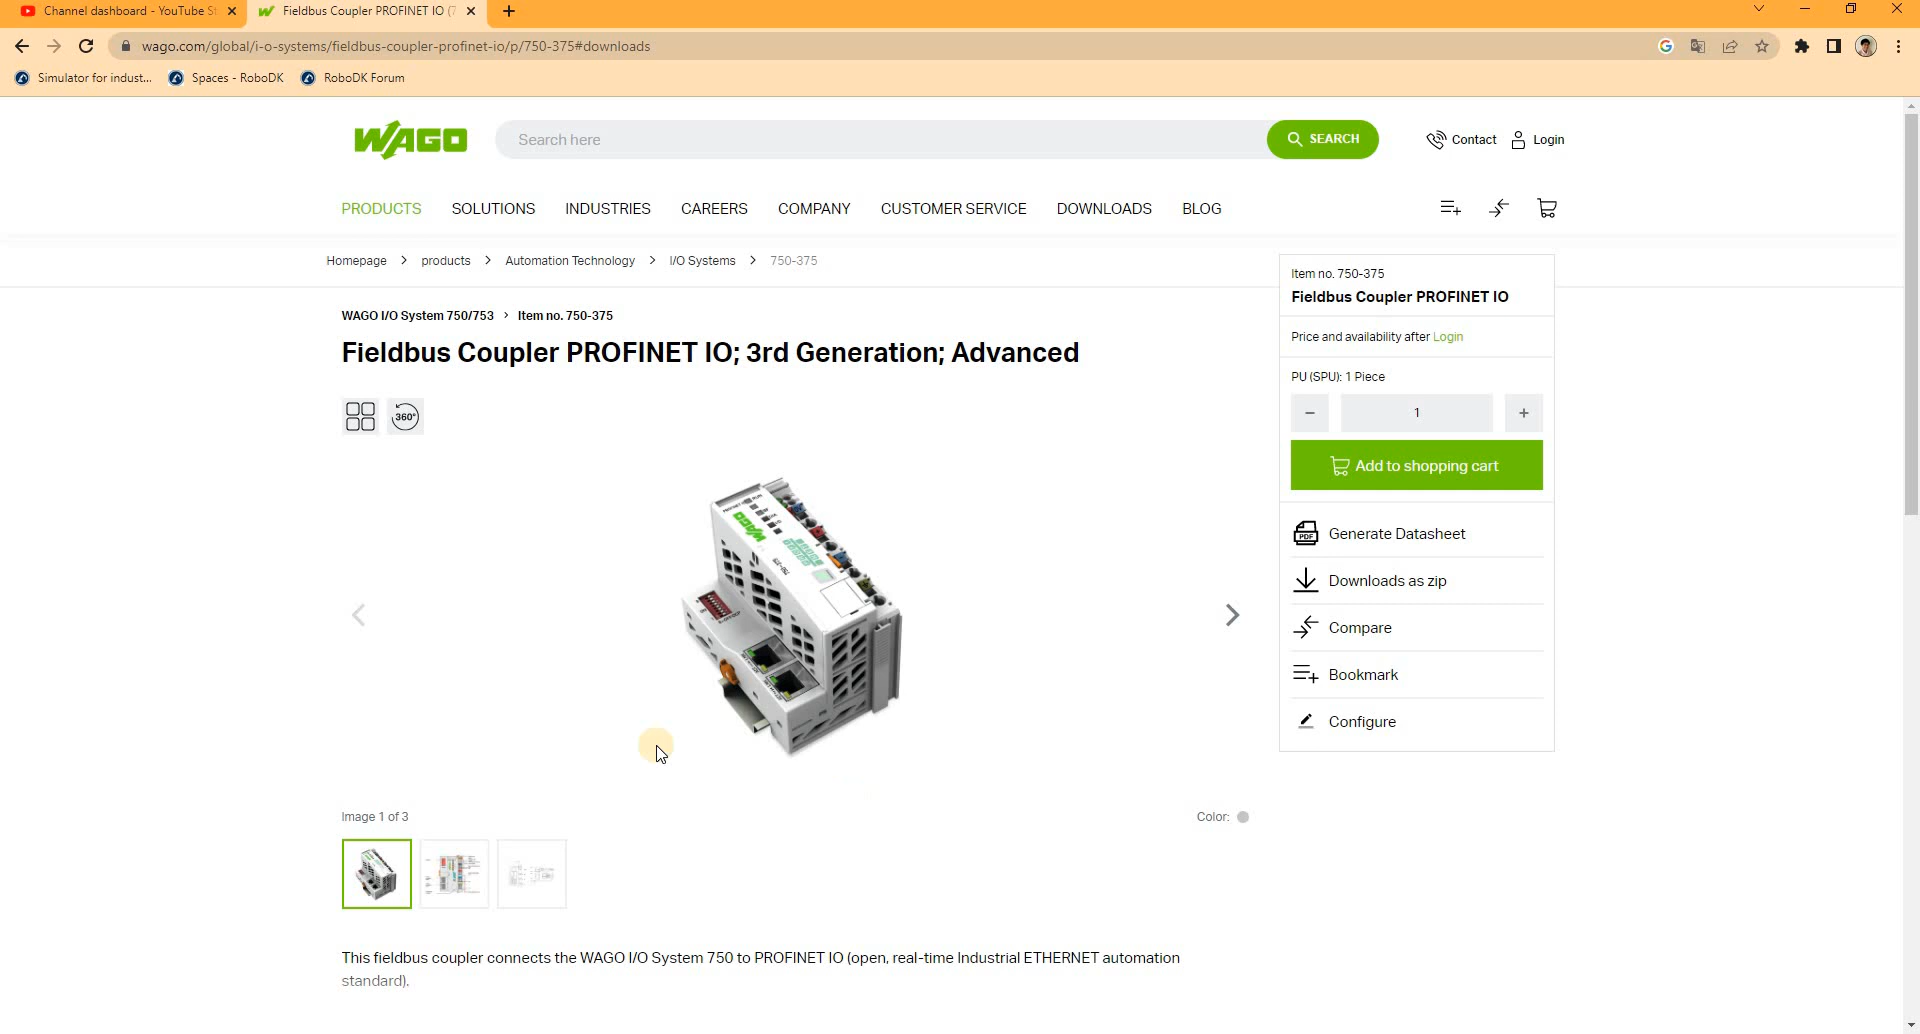 Channel dashboard - YouTube St
Fieldbus Coupler PROFINET IO (7
wago.com/global/i-o-systems/fieldbus-coupler-profinet-io/p/750-375#downloads
Simulator for indust... Spaces - RoboDK RoboDK Forum
WAGO
Search here
SEARCH
Contact Login
PRODUCTS SOLUTIONS INDUSTRIES CAREERS COMPANY CUSTOMER SERVICE DOWNLOADS BLOG
Homepage > products > Automation Technology > I/O Systems > 750-375
WAGO I/O System 750/753 > Item no. 750-375
Fieldbus Coupler PROFINET IO; 3rd Generation; Advanced
360°
WAGO
Image 1 of 3
Color:
This fieldbus coupler connects the WAGO I/O System 750 to PROFINET IO (open, real-time Industrial ETHERNET automation
standard).
Item no. 750-375
Fieldbus Coupler PROFINET IO
Price and availability after Login
PU (SPU): 1 Piece
− 1 +
Add to shopping cart
PDF Generate Datasheet
Downloads as zip
Compare
Bookmark
Configure